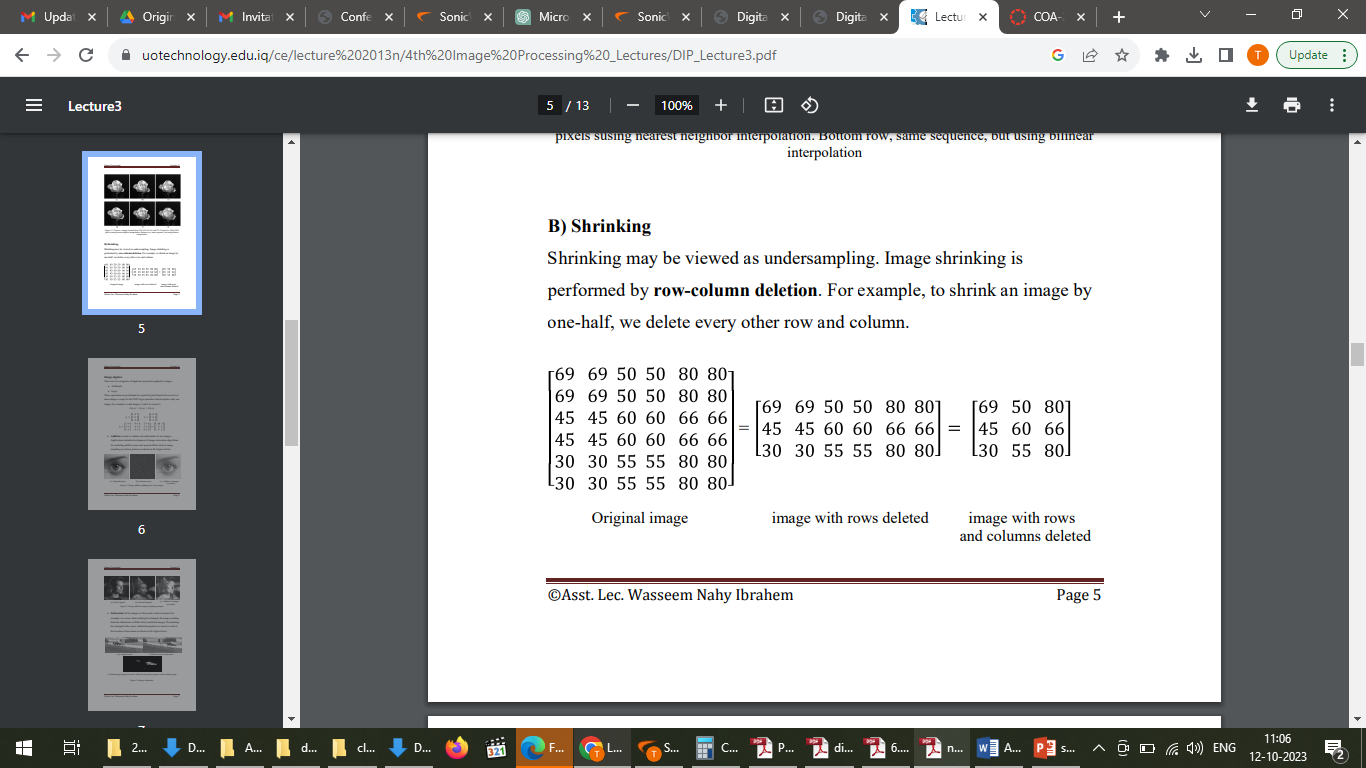 Updat
Origin
Invitat
Confe
Sonic
Micro
Sonic
Digita
Digita
Lectur
COA-
uotechnology.edu.iq/ce/lecture%202013n/4th%20Image%20Processing%20_Lectures/DIP_Lecture3.pdf
T
Update
Lecture3
5 / 13
100%
pixels susing nearest neighbor interpolation. Bottom row, same sequence, but using bilinear
interpolation
B) Shrinking
Shrinking may be viewed as undersampling. Image shrinking is
performed by row-column deletion. For example, to shrink an image by
one-half, we delete every other row and column.
69 69 50 50 80 80
69 69 50 50 80 80
45 45 60 60 66 66
45 45 60 60 66 66
30 30 55 55 80 80
30 30 55 55 80 80
=
69 69 50 50 80 80
45 45 60 60 66 66
30 30 55 55 80 80
=
69 50 80
45 60 66
30 55 80
Original image
image with rows deleted
image with rows
and columns deleted
©Asst. Lec. Wasseem Nahy Ibrahem Page 5
5
6
2...
D...
A...
d...
cl...
D...
321
F...
L...
S...
C...
P...
di...
6....
n...
A...
s...
ENG
11:06
12-10-2023
2